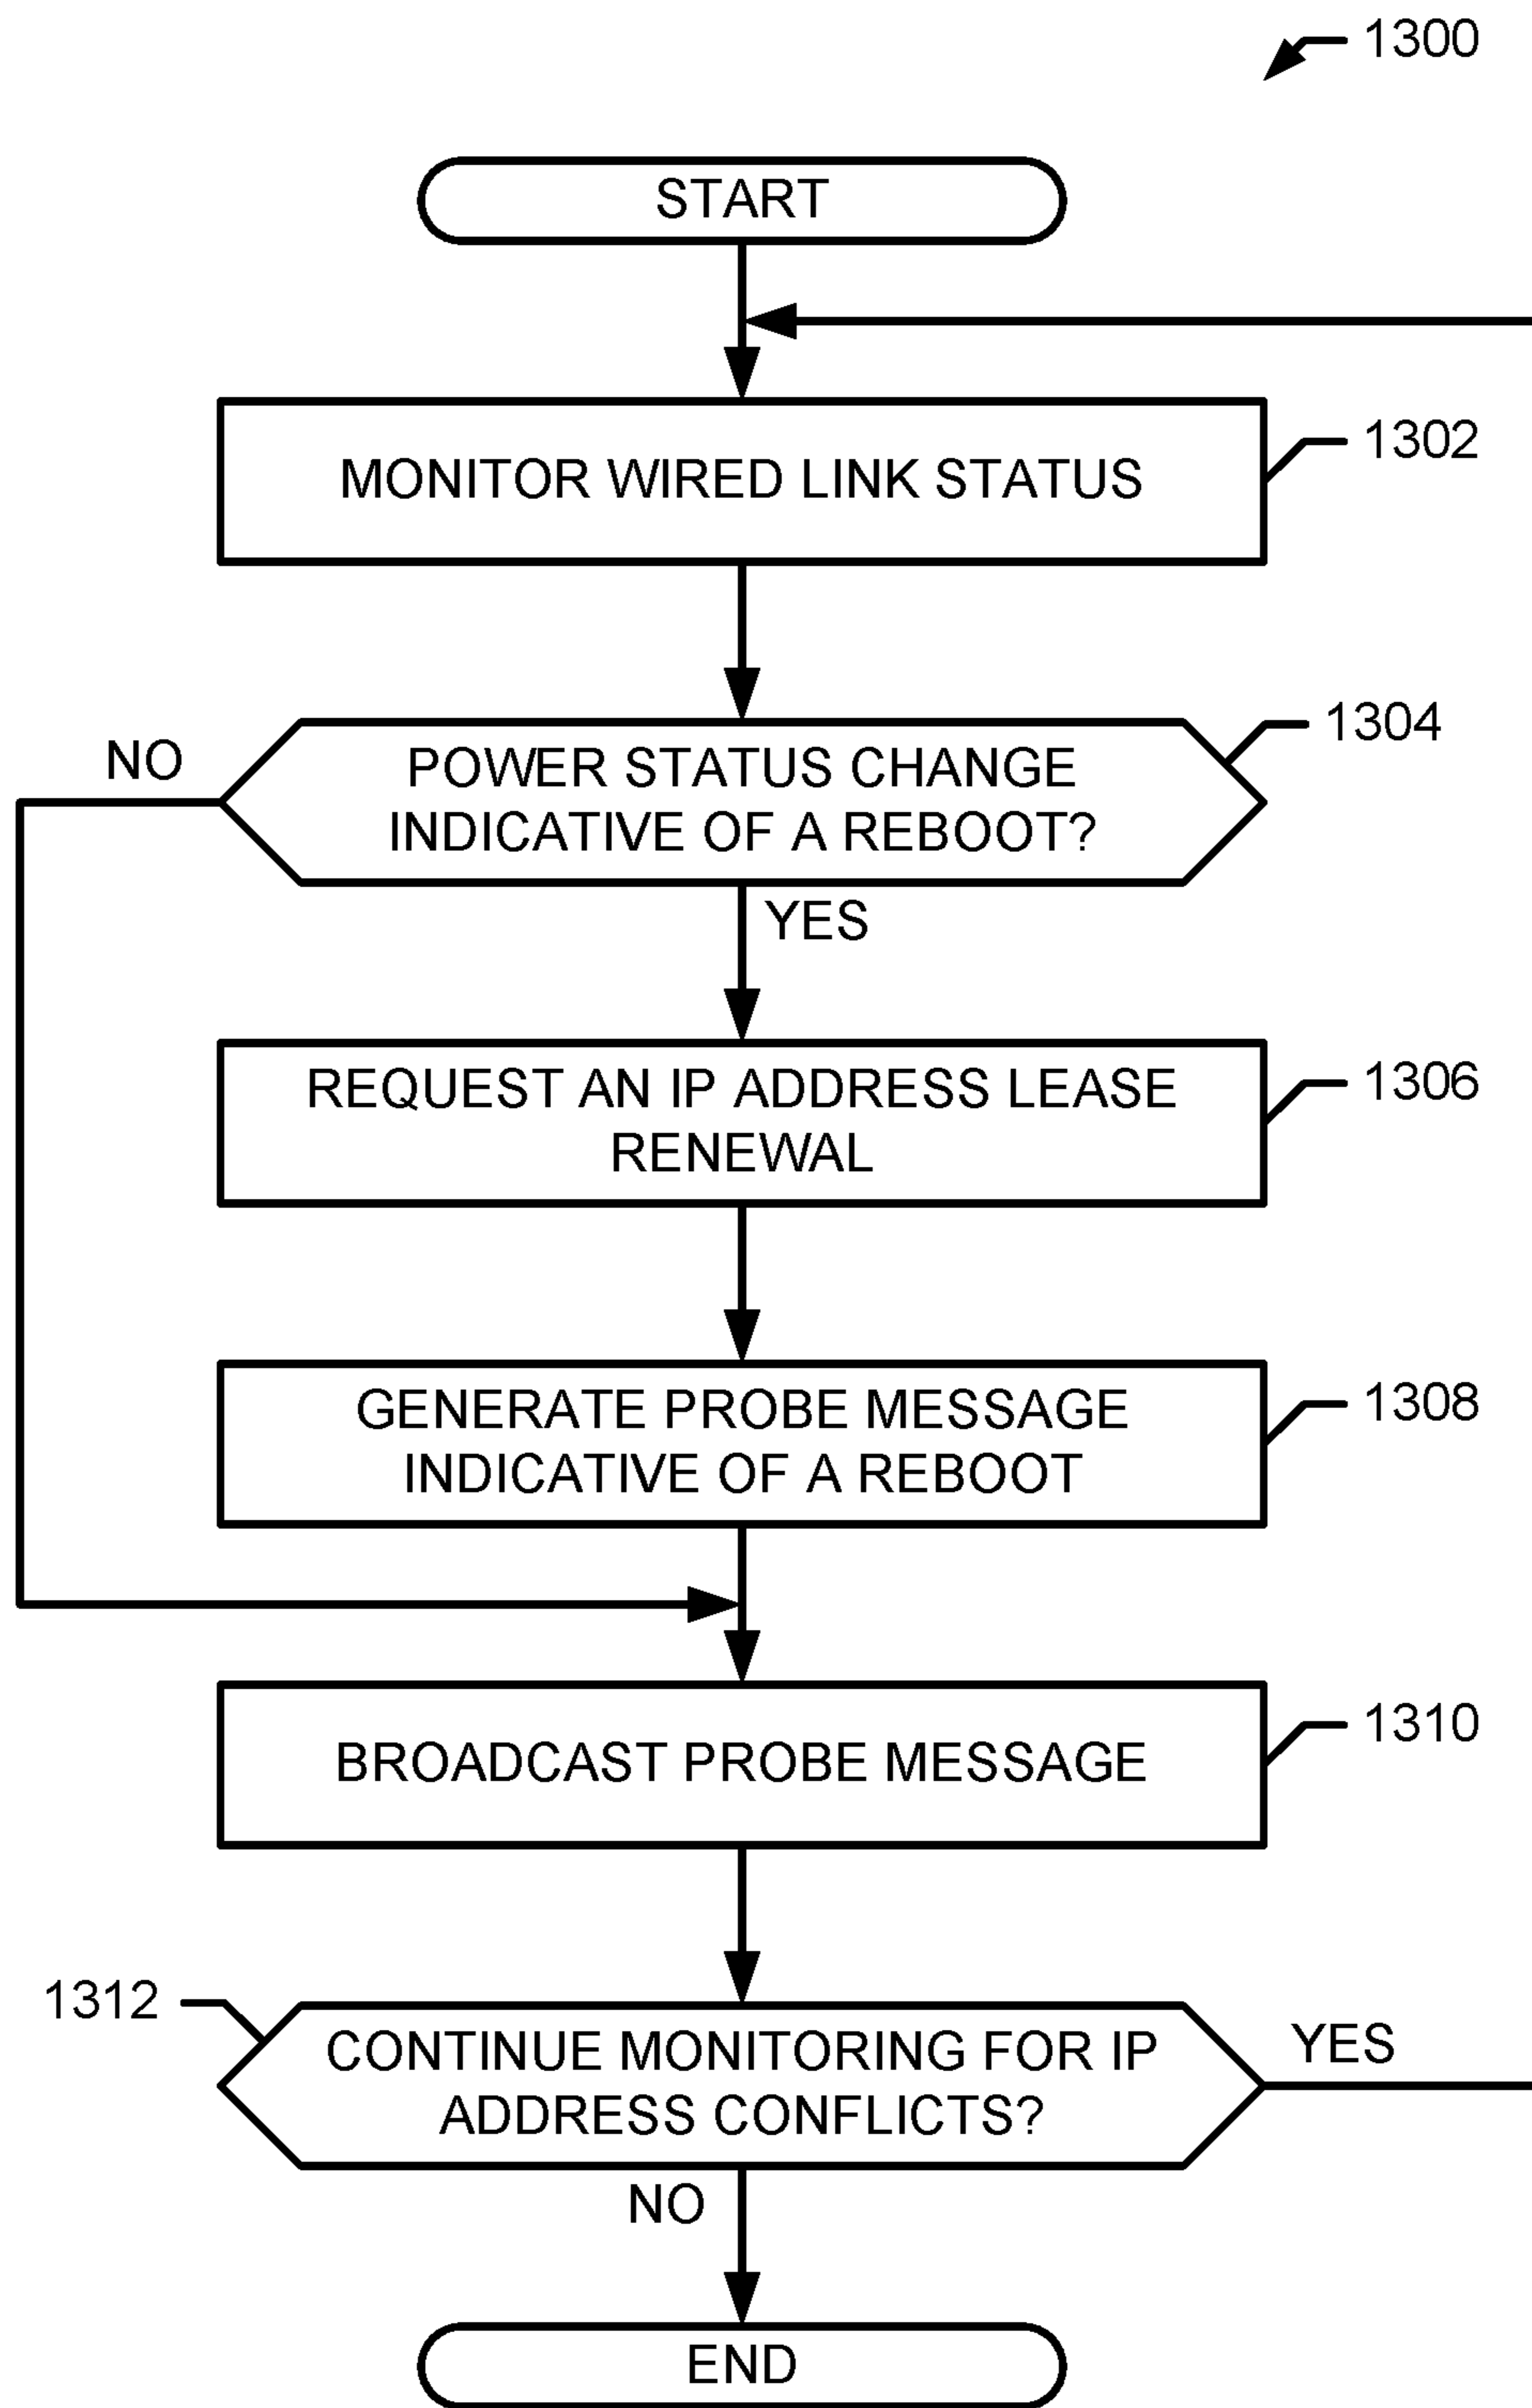 1300
START
MONITOR WIRED LINK STATUS
1302
1304
NO
POWER STATUS CHANGE
INDICATIVE OF A REBOOT?
YES
REQUEST AN IP ADDRESS LEASE
RENEWAL
1306
GENERATE PROBE MESSAGE
INDICATIVE OF A REBOOT
1308
BROADCAST PROBE MESSAGE
1310
1312
CONTINUE MONITORING FOR IP
ADDRESS CONFLICTS?
YES
NO
END